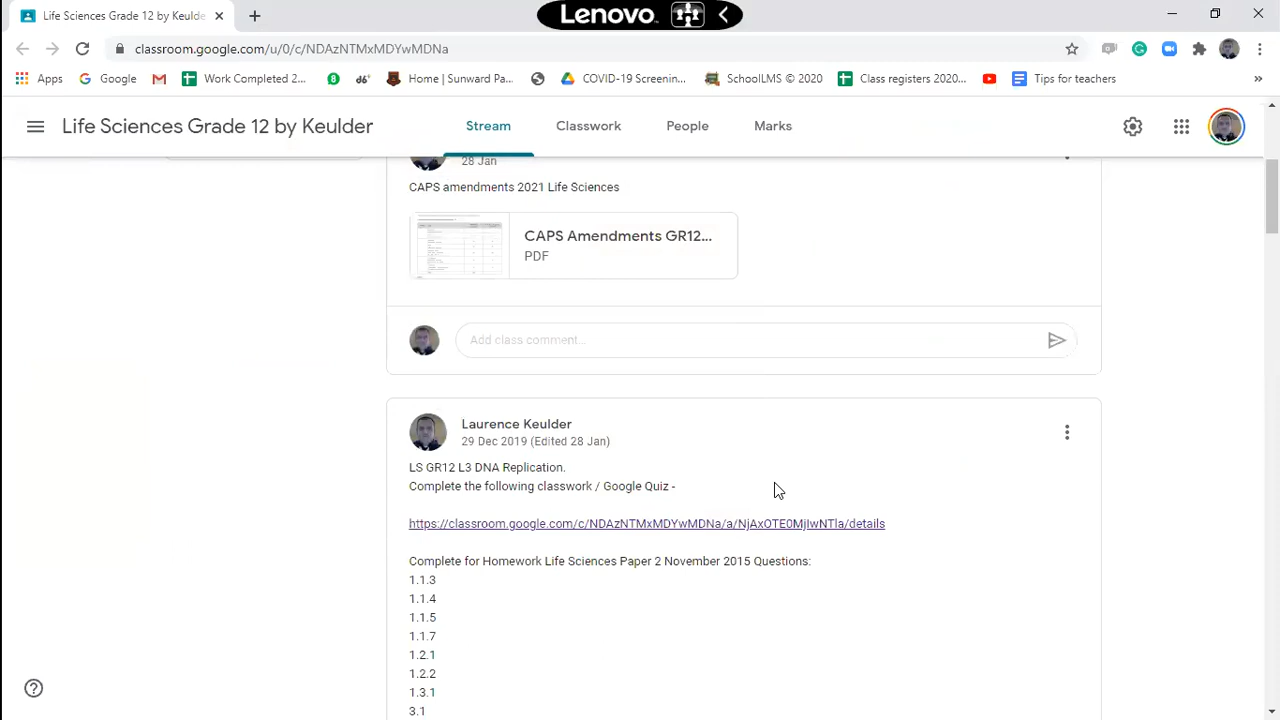 Life Sciences Grade 12 by Keulde
Lenovo
classroom.google.com/u/0/c/NDAzNTMxMDYwMDNa
Apps
Google
Work Completed 2...
Home | Sunward Pa...
COVID-19 Screenin...
SchoolLMS © 2020
Class registers 2020...
Tips for teachers
»
Life Sciences Grade 12 by Keulder
Stream
Classwork
People
Marks
28 Jan
CAPS amendments 2021 Life Sciences
CAPS Amendments GR12...
PDF
Add class comment...
Laurence Keulder
29 Dec 2019 (Edited 28 Jan)
LS GR12 L3 DNA Replication.
Complete the following classwork / Google Quiz -
https://classroom.google.com/c/NDAzNTMxMDYwMDNa/a/NjAxOTE0MjIwNTla/details
Complete for Homework Life Sciences Paper 2 November 2015 Questions:
1.1.3
1.1.4
1.1.5
1.1.7
1.2.1
1.2.2
1.3.1
3.1